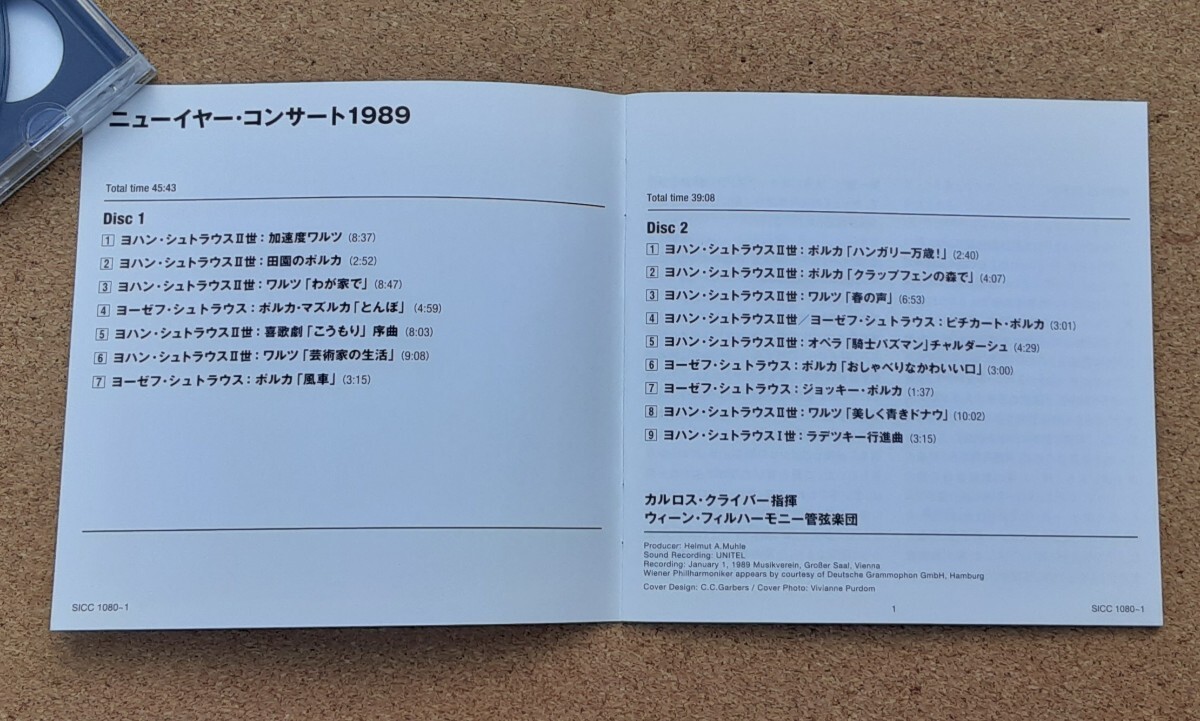 ニューイヤー・コンサート1989
Total time 45:43
Disc 1
1 ヨハン・シュトラウスⅡ世：加速度ワルツ (8:37)
2 ヨハン・シュトラウスⅡ世：田園のポルカ (2:52)
3 ヨハン・シュトラウスⅡ世：ワルツ「わが家で」 (8:47)
4 ヨーゼフ・シュトラウス：ポルカ・マズルカ「とんぼ」 (4:59)
5 ヨハン・シュトラウスⅡ世：喜歌劇「こうもり」序曲 (8:03)
6 ヨハン・シュトラウスⅡ世：ワルツ「芸術家の生活」 (9:08)
7 ヨーゼフ・シュトラウス：ポルカ「風車」 (3:15)
SICC 1080-1
Total time 39:08
Disc 2
1 ヨハン・シュトラウスⅡ世：ポルカ「ハンガリー万歳！」 (2:40)
2 ヨハン・シュトラウスⅡ世：ポルカ「クラップフェンの森で」 (4:07)
3 ヨハン・シュトラウスⅡ世：ワルツ「春の声」 (6:53)
4 ヨハン・シュトラウスⅡ世／ヨーゼフ・シュトラウス：ピチカート・ポルカ (3:01)
5 ヨハン・シュトラウスⅡ世：オペラ「騎士パズマン」チャルダーシュ (4:29)
6 ヨーゼフ・シュトラウス：ポルカ「おしゃべりなかわいい口」 (3:00)
7 ヨーゼフ・シュトラウス：ジョッキー・ポルカ (1:37)
8 ヨハン・シュトラウスⅡ世：ワルツ「美しく青きドナウ」 (10:02)
9 ヨハン・シュトラウスⅠ世：ラデツキー行進曲 (3:15)
カルロス・クライバー指揮
ウィーン・フィルハーモニー管弦楽団
Producer: Helmut A.Muhle
Sound Recording: UNITEL
Recording: January 1, 1989 Musikverein, Großer Saal, Vienna
Wiener Philharmoniker appears by courtesy of Deutsche Grammophon GmbH, Hamburg
Cover Design: C.C.Garbers / Cover Photo: Vivianne Purdom
1
SICC 1080-1